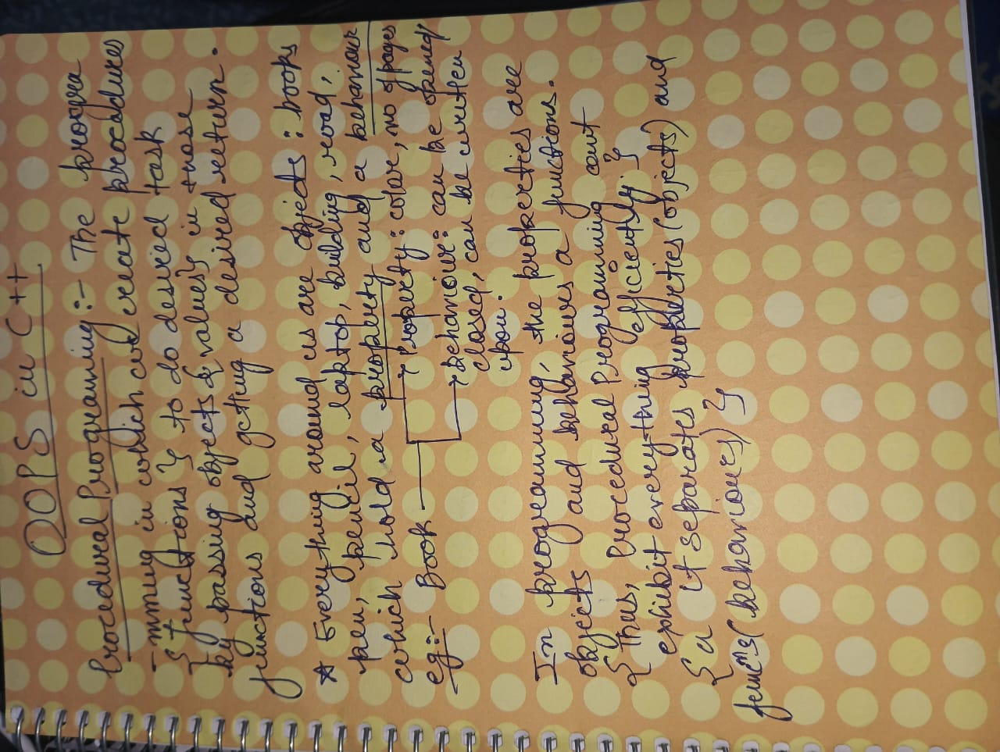 OOPS in C++
Procedural Programing :- The progra
-mming in which we create procedures
{ functions } to do desired task
by passing objects { values } in those
functions and getting a desired return.
☆ Everything around us are objects : books
pen, pencil, laptop, building, road,
which hold a property and a behaviour
eg:- Book → Property: color, no of pages
→ Behaviour: can be opened,
closed, can be written
upon.
In programming, the properties are
objects and behaviours a functions.
{ Thus, Procedural Programming cant
exhibit everything efficiently }
{ a it separates properties (objects) and
funcns (behaviours) }